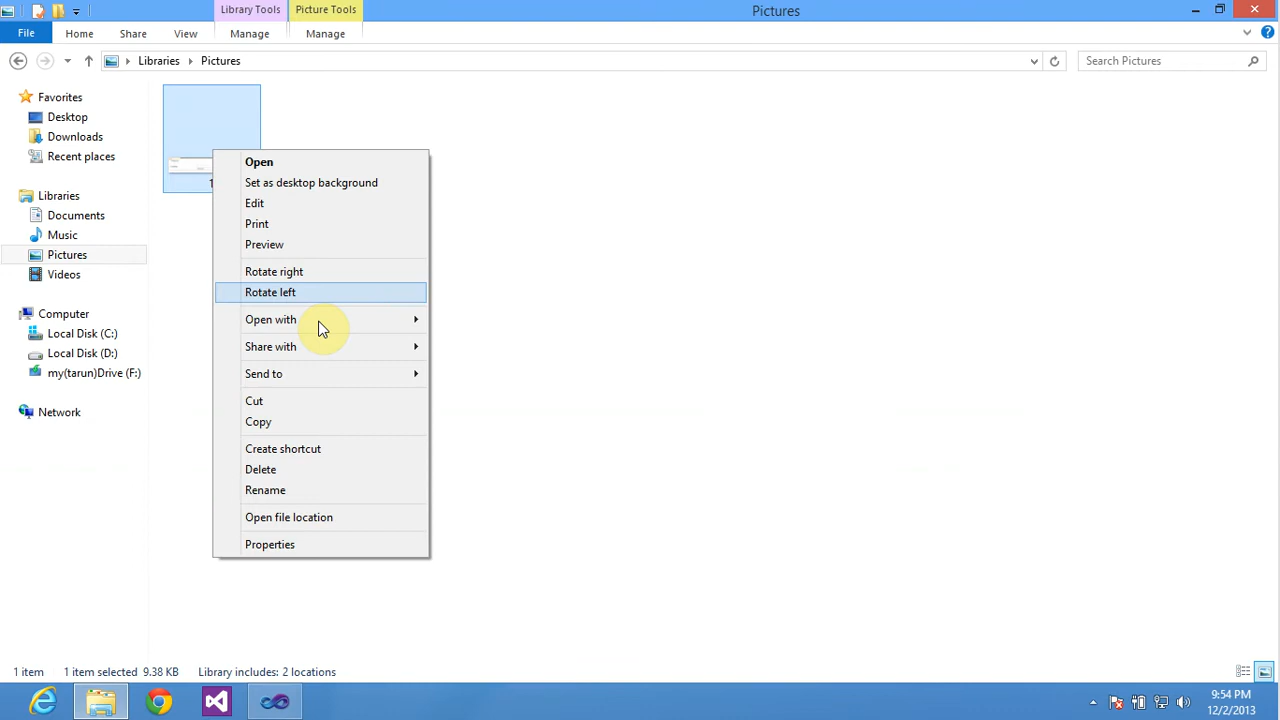 Library Tools Picture Tools Pictures
File Home Share View Manage Manage
Libraries Pictures Search Pictures
Favorites
Desktop
Downloads
Recent places
Libraries
Documents
Music
Pictures
Videos
Computer
Local Disk (C:)
Local Disk (D:)
my(tarun)Drive (F:)
Network
1
Open
Set as desktop background
Edit
Print
Preview
Rotate right
Rotate left
Open with
Share with
Send to
Cut
Copy
Create shortcut
Delete
Rename
Open file location
Properties
1 item 1 item selected 9.38 KB Library includes: 2 locations
9:54 PM
12/2/2013